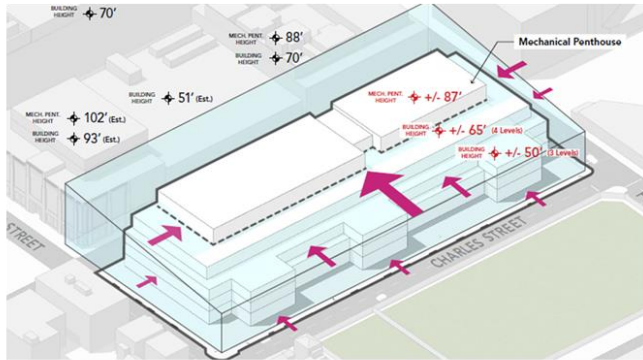 BUILDING
HEIGHT 70'
MECH. PENT.
HEIGHT 88'
BUILDING
HEIGHT 70'
Mechanical Penthouse
BUILDING
HEIGHT 51' (Est.)
MECH. PENT.
HEIGHT +/- 87'
MECH. PENT.
HEIGHT 102' (Est.)
BUILDING
HEIGHT 93' (Est.)
BUILDING
HEIGHT +/- 65' (4 Levels)
BUILDING
HEIGHT +/- 50' (3 Levels)
STREET
CHARLES STREET